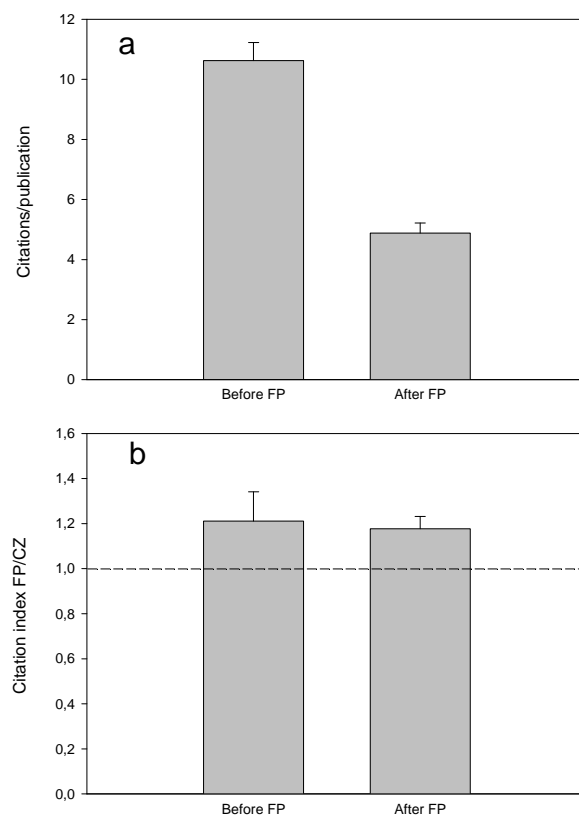 a
12
10
8
6
4
2
0
Citations/publication
Before FP
After FP
b
1,6
1,4
1,2
1,0
0,8
0,6
0,4
0,2
0,0
Citation index FP/CZ
Before FP
After FP